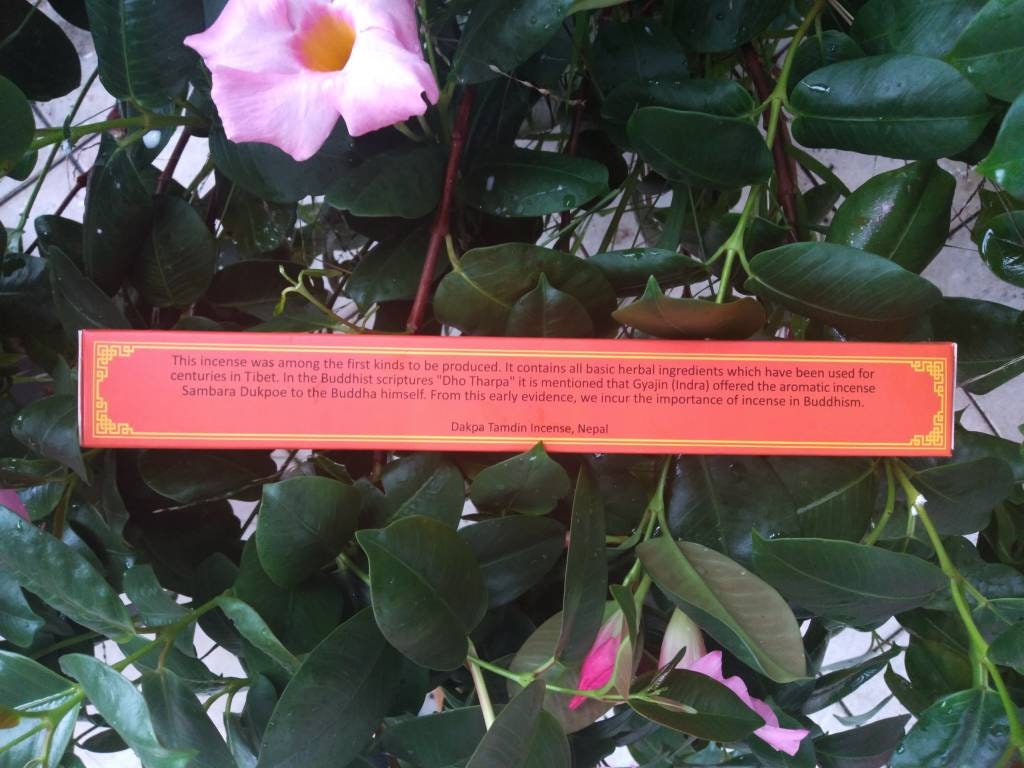 This incense was among the first kinds to be produced. It contains all basic herbal ingredients which have been used for
centuries in Tibet. In the Buddhist scriptures "Dho Tharpa" it is mentioned that Gyajin (Indra) offered the aromatic incense
Sambara Dukpoe to the Buddha himself. From this early evidence, we incur the importance of incense in Buddhism.
Dakpa Tamdin Incense, Nepal